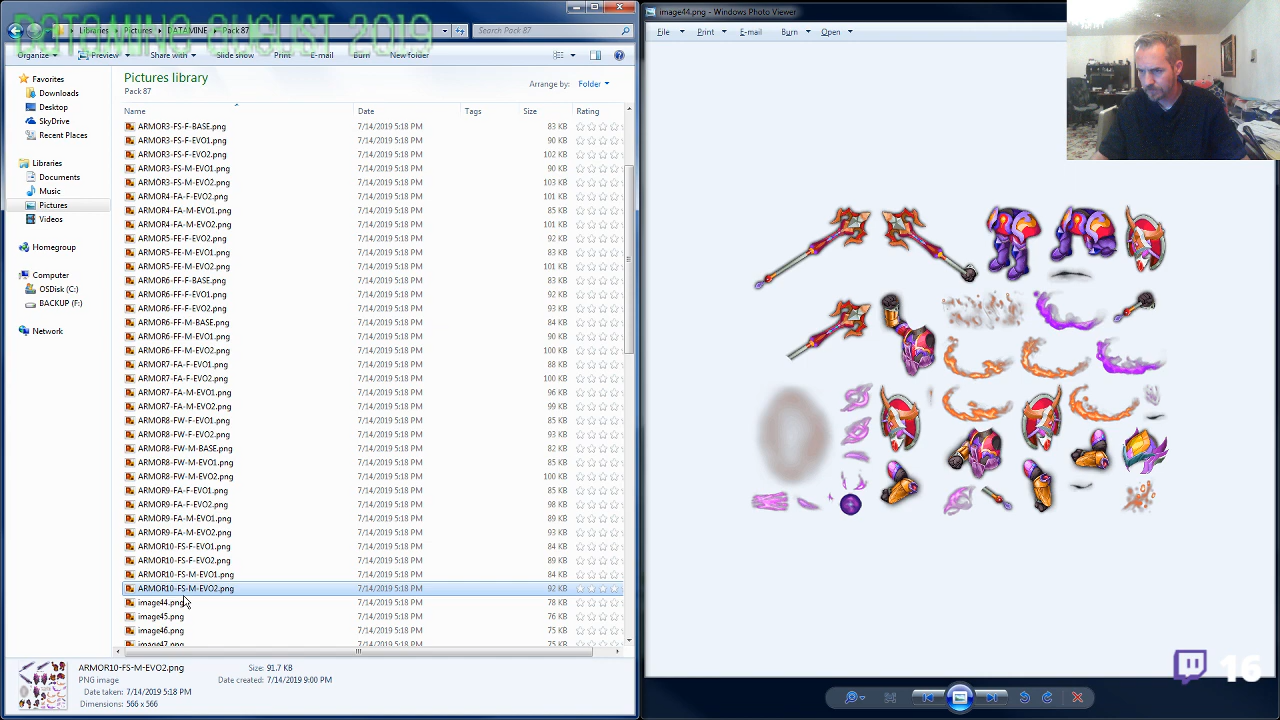 DATAMINE AUGUST 2019
Libraries ▸ Pictures ▸ DATAMINE ▸ Pack 87
Search Pack 87
Organize Preview Share with Slide show Print E-mail Burn New folder
Favorites
Downloads
Desktop
SkyDrive
Recent Places
Libraries
Documents
Music
Pictures
Videos
Homegroup
Computer
OSDisk (C:)
BACKUP (F:)
Network
Pictures library
Pack 87
Arrange by: Folder
Name Date Tags Size Rating
ARMOR3-FS-F-BASE.png 7/14/2019 5:18 PM 83 KB
ARMOR3-FS-F-EVO1.png 7/14/2019 5:18 PM 90 KB
ARMOR3-FS-F-EVO2.png 7/14/2019 5:18 PM 102 KB
ARMOR3-FS-M-EVO1.png 7/14/2019 5:18 PM 90 KB
ARMOR3-FS-M-EVO2.png 7/14/2019 5:18 PM 103 KB
ARMOR4-FA-F-EVO2.png 7/14/2019 5:18 PM 101 KB
ARMOR4-FA-M-EVO1.png 7/14/2019 5:18 PM 85 KB
ARMOR4-FA-M-EVO2.png 7/14/2019 5:18 PM 101 KB
ARMOR5-FE-F-EVO2.png 7/14/2019 5:18 PM 92 KB
ARMOR5-FE-M-EVO1.png 7/14/2019 5:18 PM 83 KB
ARMOR5-FE-M-EVO2.png 7/14/2019 5:18 PM 101 KB
ARMOR6-FF-F-BASE.png 7/14/2019 5:18 PM 83 KB
ARMOR6-FF-F-EVO1.png 7/14/2019 5:18 PM 92 KB
ARMOR6-FF-F-EVO2.png 7/14/2019 5:18 PM 93 KB
ARMOR6-FF-M-BASE.png 7/14/2019 5:18 PM 84 KB
ARMOR6-FF-M-EVO1.png 7/14/2019 5:18 PM 90 KB
ARMOR6-FF-M-EVO2.png 7/14/2019 5:18 PM 100 KB
ARMOR7-FA-F-EVO1.png 7/14/2019 5:18 PM 88 KB
ARMOR7-FA-F-EVO2.png 7/14/2019 5:18 PM 100 KB
ARMOR7-FA-M-EVO1.png 7/14/2019 5:18 PM 96 KB
ARMOR7-FA-M-EVO2.png 7/14/2019 5:18 PM 99 KB
ARMOR8-FW-F-EVO1.png 7/14/2019 5:18 PM 85 KB
ARMOR8-FW-F-EVO2.png 7/14/2019 5:18 PM 93 KB
ARMOR8-FW-M-BASE.png 7/14/2019 5:18 PM 82 KB
ARMOR8-FW-M-EVO1.png 7/14/2019 5:18 PM 85 KB
ARMOR8-FW-M-EVO2.png 7/14/2019 5:18 PM 100 KB
ARMOR9-FA-F-EVO1.png 7/14/2019 5:18 PM 85 KB
ARMOR9-FA-F-EVO2.png 7/14/2019 5:18 PM 98 KB
ARMOR9-FA-M-EVO1.png 7/14/2019 5:18 PM 89 KB
ARMOR9-FA-M-EVO2.png 7/14/2019 5:18 PM 93 KB
ARMOR10-FS-F-EVO1.png 7/14/2019 5:18 PM 84 KB
ARMOR10-FS-F-EVO2.png 7/14/2019 5:18 PM 89 KB
ARMOR10-FS-M-EVO1.png 7/14/2019 5:18 PM 84 KB
ARMOR10-FS-M-EVO2.png 7/14/2019 5:18 PM 92 KB
image44.png 7/14/2019 5:18 PM 78 KB
image45.png 7/14/2019 5:18 PM 76 KB
image46.png 7/14/2019 5:18 PM 75 KB
image47.png 7/14/2019 5:18 PM 75 KB
ARMOR10-FS-M-EVO2.png Size: 91.7 KB
PNG image Date created: 7/14/2019 9:00 PM
Date taken: 7/14/2019 5:18 PM
Dimensions: 566 x 566
image44.png - Windows Photo Viewer
File Print E-mail Burn Open
16